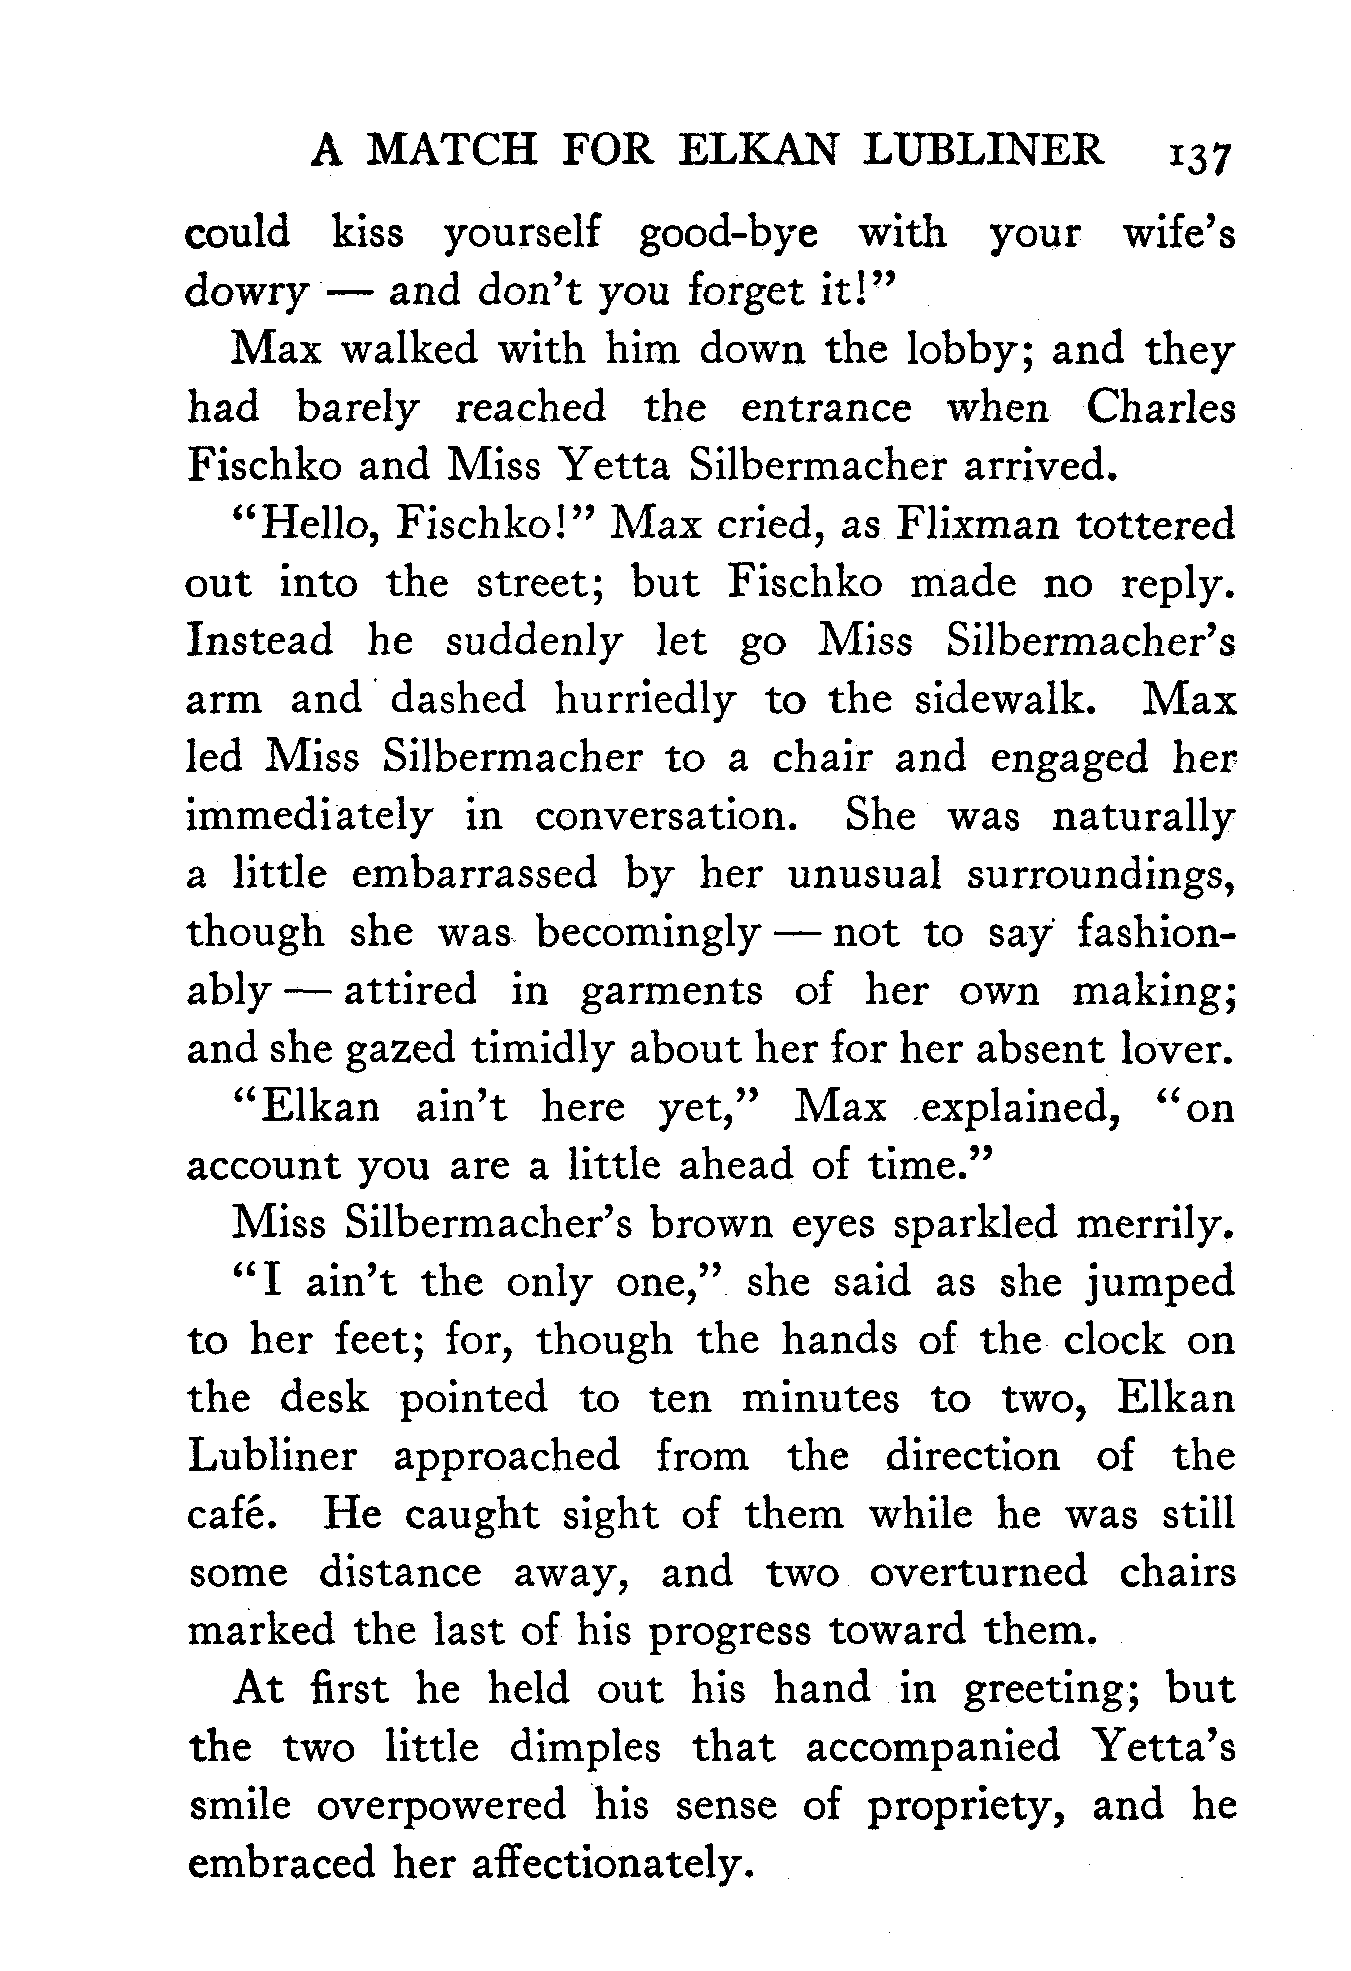 A MATCH FOR ELKAN LUBLINER 137
could kiss yourself good-bye with your wife's
dowry — and don't you forget it!"
Max walked with him down the lobby; and they
had barely reached the entrance when Charles
Fischko and Miss Yetta Silbermacher arrived.
"Hello, Fischko!" Max cried, as Flixman tottered
out into the street; but Fischko made no reply.
Instead he suddenly let go Miss Silbermacher's
arm and dashed hurriedly to the sidewalk. Max
led Miss Silbermacher to a chair and engaged her
immediately in conversation. She was naturally
a little embarrassed by her unusual surroundings,
though she was becomingly — not to say fashion-
ably — attired in garments of her own making;
and she gazed timidly about her for her absent lover.
"Elkan ain't here yet," Max explained, "on
account you are a little ahead of time."
Miss Silbermacher's brown eyes sparkled merrily.
"I ain't the only one," she said as she jumped
to her feet; for, though the hands of the clock on
the desk pointed to ten minutes to two, Elkan
Lubliner approached from the direction of the
café. He caught sight of them while he was still
some distance away, and two overturned chairs
marked the last of his progress toward them.
At first he held out his hand in greeting; but
the two little dimples that accompanied Yetta's
smile overpowered his sense of propriety, and he
embraced her affectionately.